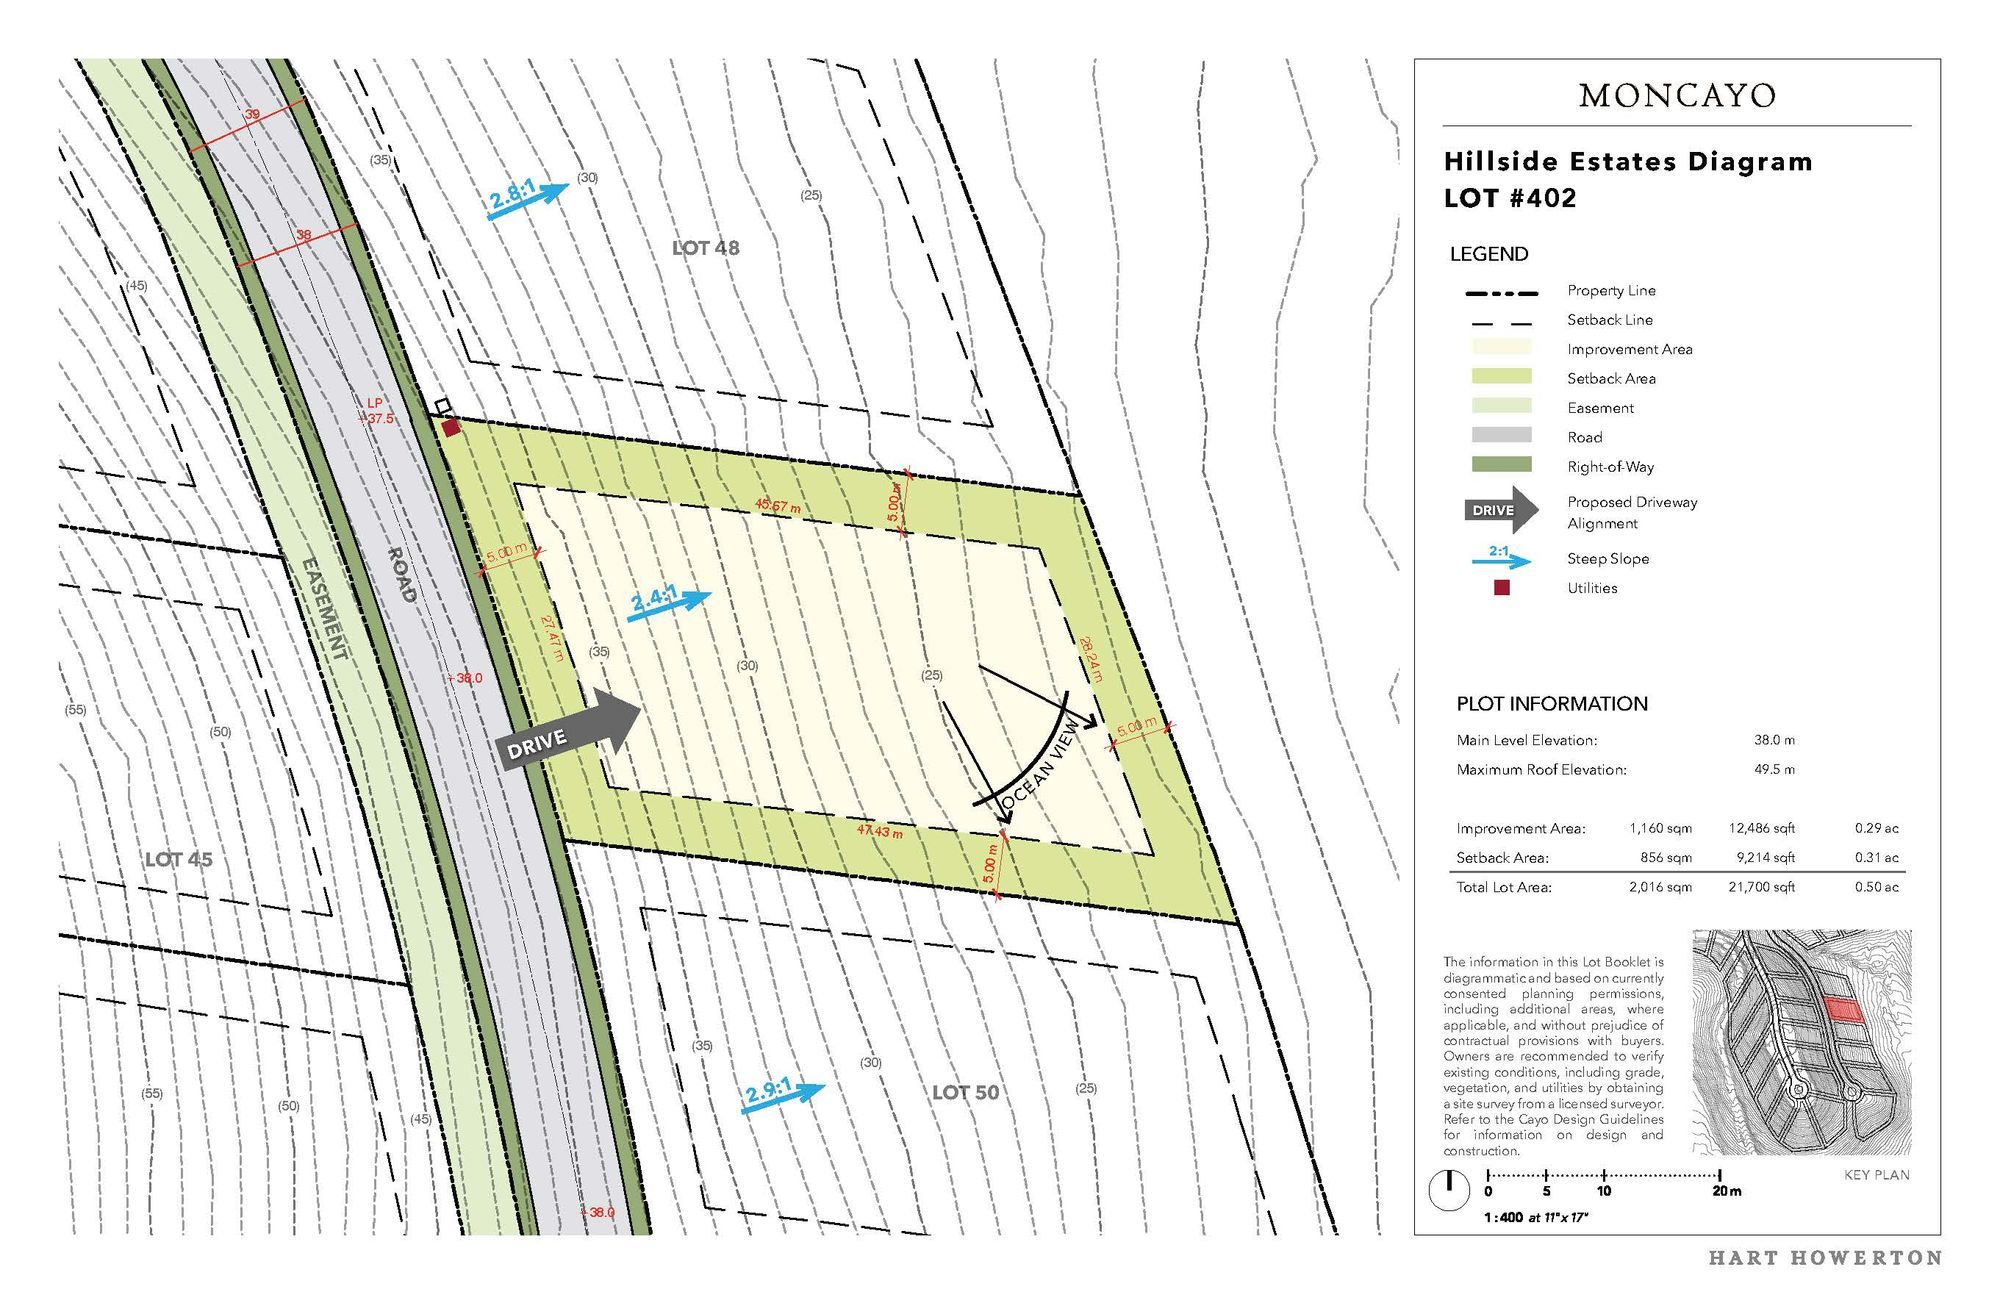 39
(35)
2.8:1
(30)
(25)
38
LOT 48
(45)
LP
+37.5
45.67 m
5.00 m
5.00 m
ROAD
EASEMENT
2.4:1
27.47 m
(35)
(30)
(25)
28.24 m
+38.0
DRIVE
5.00 m
OCEAN VIEW
(55)
(50)
47.43 m
5.00 m
LOT 45
(35)
(30)
LOT 50
(25)
2.9:1
(55)
(50)
(45)
+38.0
MONCAYO
Hillside Estates Diagram
LOT #402
LEGEND
Property Line
Setback Line
Improvement Area
Setback Area
Easement
Road
Right-of-Way
DRIVE Proposed Driveway
Alignment
2:1 Steep Slope
Utilities
PLOT INFORMATION
Main Level Elevation: 38.0 m
Maximum Roof Elevation: 49.5 m
Improvement Area: 1,160 sqm 12,486 sqft 0.29 ac
Setback Area: 856 sqm 9,214 sqft 0.31 ac
Total Lot Area: 2,016 sqm 21,700 sqft 0.50 ac
The information in this Lot Booklet is
diagrammatic and based on currently
consented planning permissions,
including additional areas, where
applicable, and without prejudice of
contractual provisions with buyers.
Owners are recommended to verify
existing conditions, including grade,
vegetation, and utilities by obtaining
a site survey from a licensed surveyor.
Refer to the Cayo Design Guidelines
for information on design and
construction.
KEY PLAN
0 5 10 20 m
1:400 at 11"x 17"
HART HOWERTON